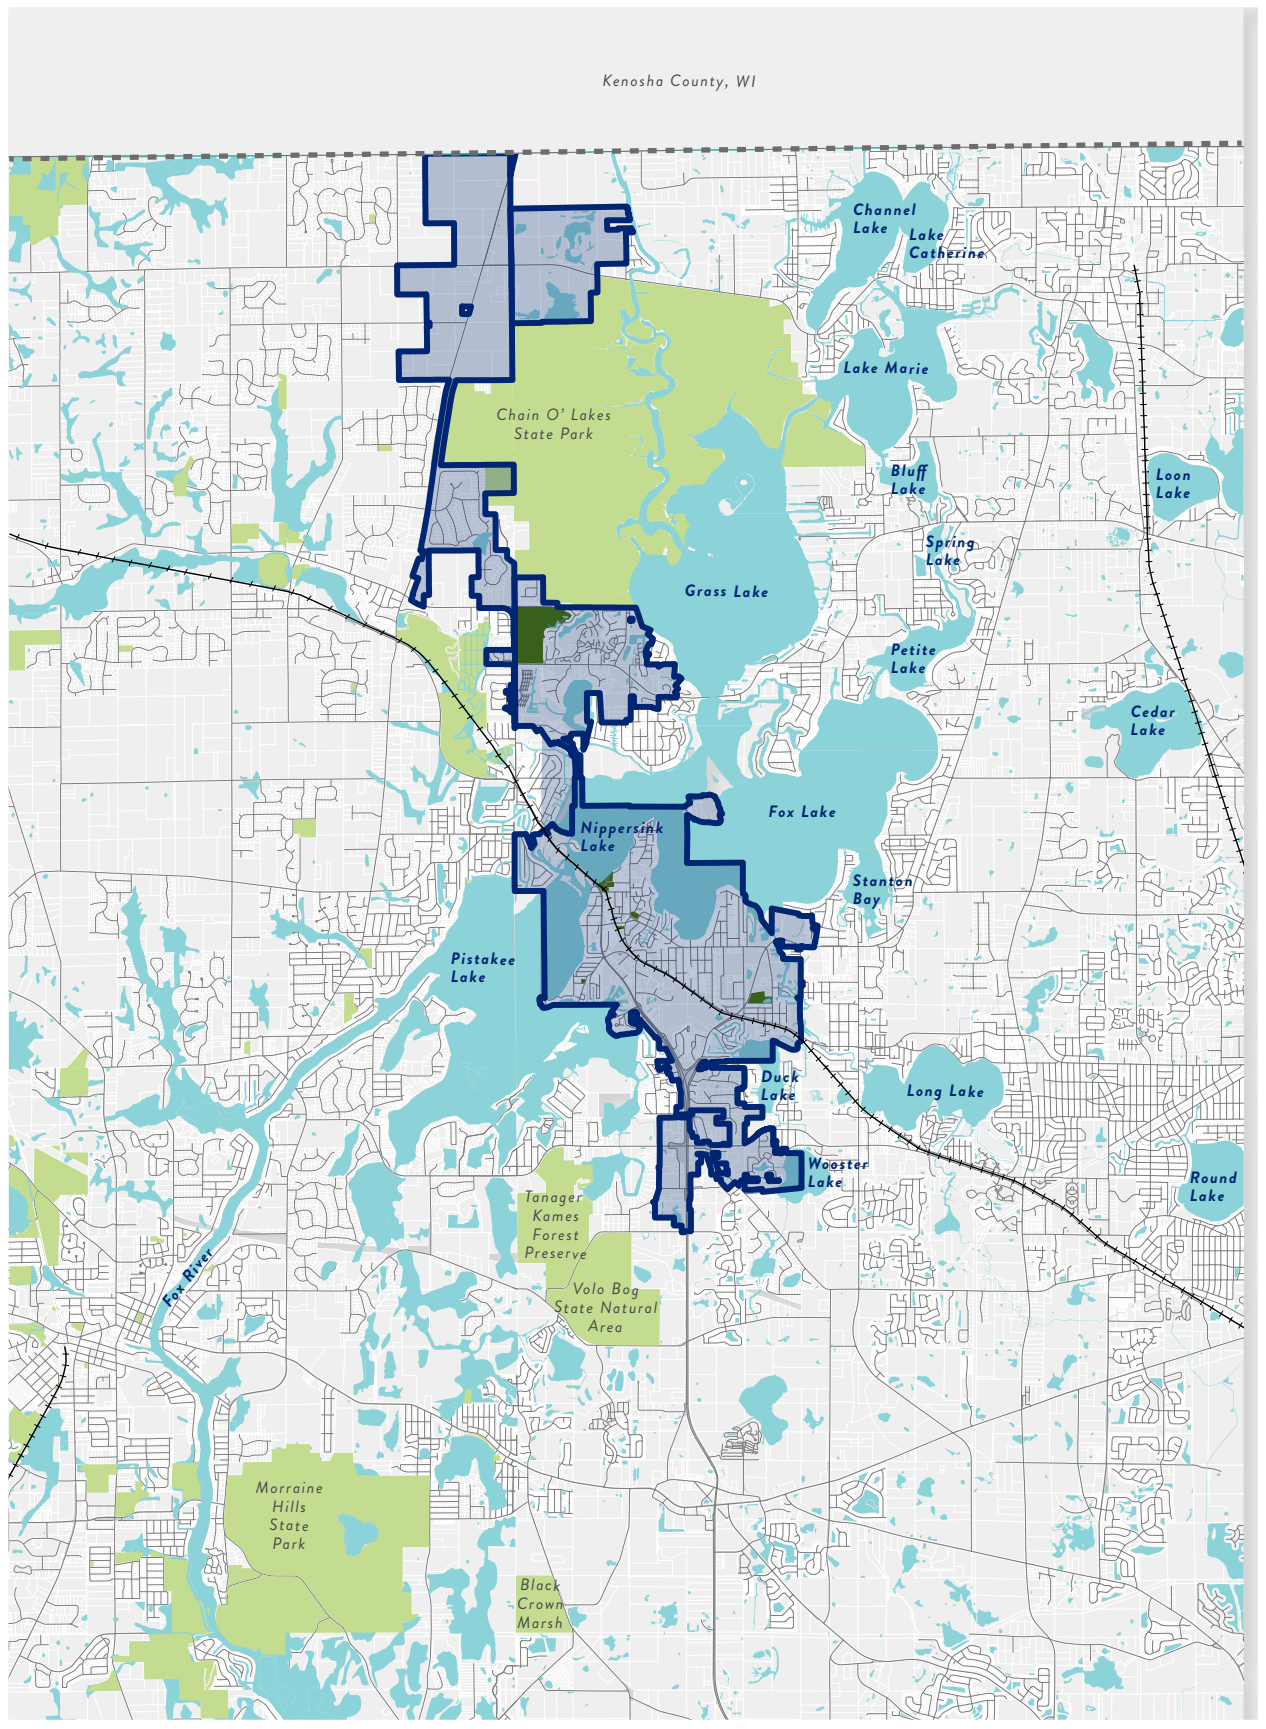 Kenosha County, WI
Channel
Lake
Lake
Catherine
Lake Marie
Chain O' Lakes
State Park
Bluff
Lake
Loon
Lake
Spring
Lake
Grass Lake
Petite
Lake
Cedar
Lake
Fox Lake
Nippersink
Lake
Stanton
Bay
Pistakee
Lake
Duck
Lake
Long Lake
Wooster
Lake
Round
Lake
Tanager
Kames
Forest
Preserve
Fox River
Volo Bog
State Natural
Area
Morraine
Hills
State
Park
Black
Crown
Marsh